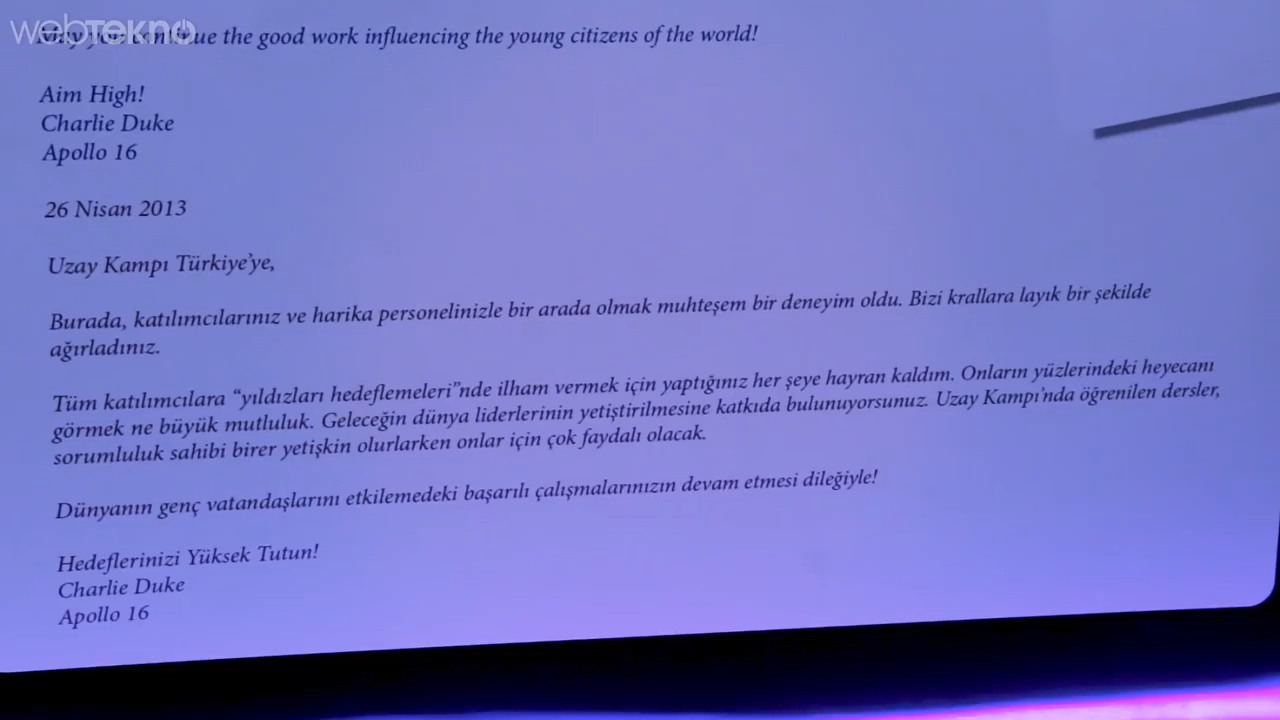 webtekno
May you continue the good work influencing the young citizens of the world!
Aim High!
Charlie Duke
Apollo 16
26 Nisan 2013
Uzay Kampı Türkiye'ye,
Burada, katılımcılarınız ve harika personelinizle bir arada olmak muhteşem bir deneyim oldu. Bizi krallara layık bir şekilde
ağırladınız.
Tüm katılımcılara “yıldızları hedeflemeleri”nde ilham vermek için yaptığınız her şeye hayran kaldım. Onların yüzlerindeki heyecanı
görmek ne büyük mutluluk. Geleceğin dünya liderlerinin yetiştirilmesine katkıda bulunuyorsunuz. Uzay Kampı'nda öğrenilen dersler,
sorumluluk sahibi birer yetişkin olurlarken onlar için çok faydalı olacak.
Dünyanın genç vatandaşlarını etkilemedeki başarılı çalışmalarınızın devam etmesi dileğiyle!
Hedeflerinizi Yüksek Tutun!
Charlie Duke
Apollo 16